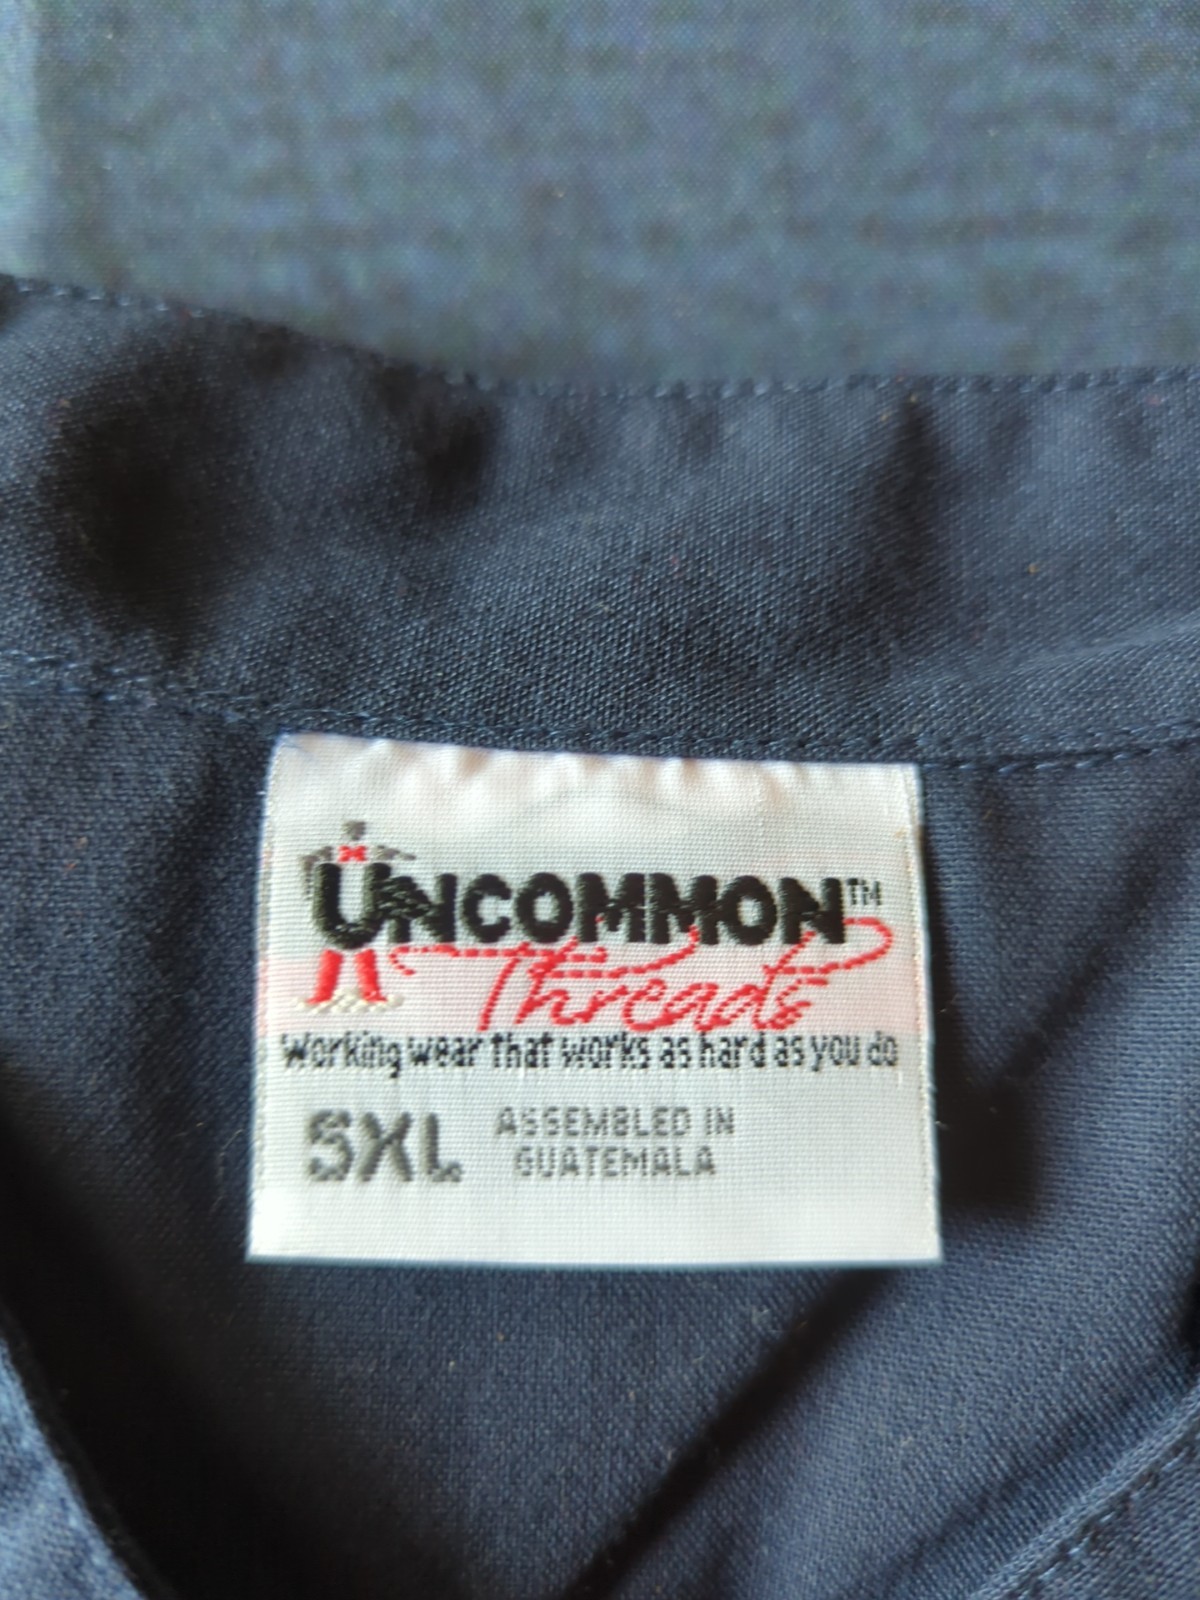 UNCOMMON™
Threads
Working wear that works as hard as you do
5XL
ASSEMBLED IN
GUATEMALA